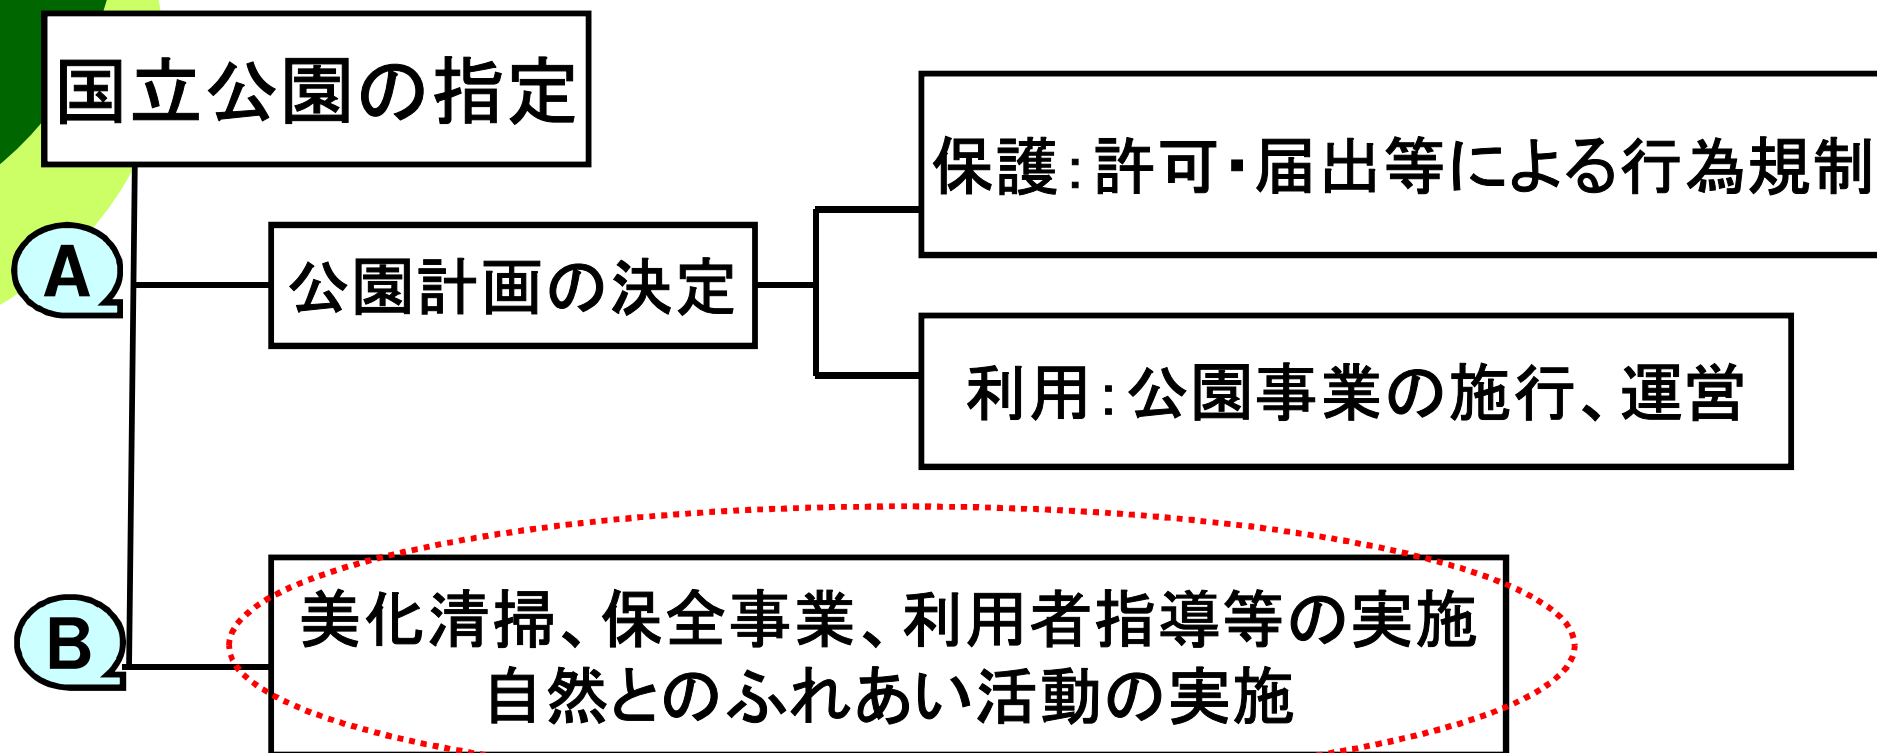 国立公園の指定
保護:許可・届出等による行為規制
A
公園計画の決定
利用:公園事業の施行、運営
B
美化清掃、保全事業、利用者指導等の実施
自然とのふれあい活動の実施